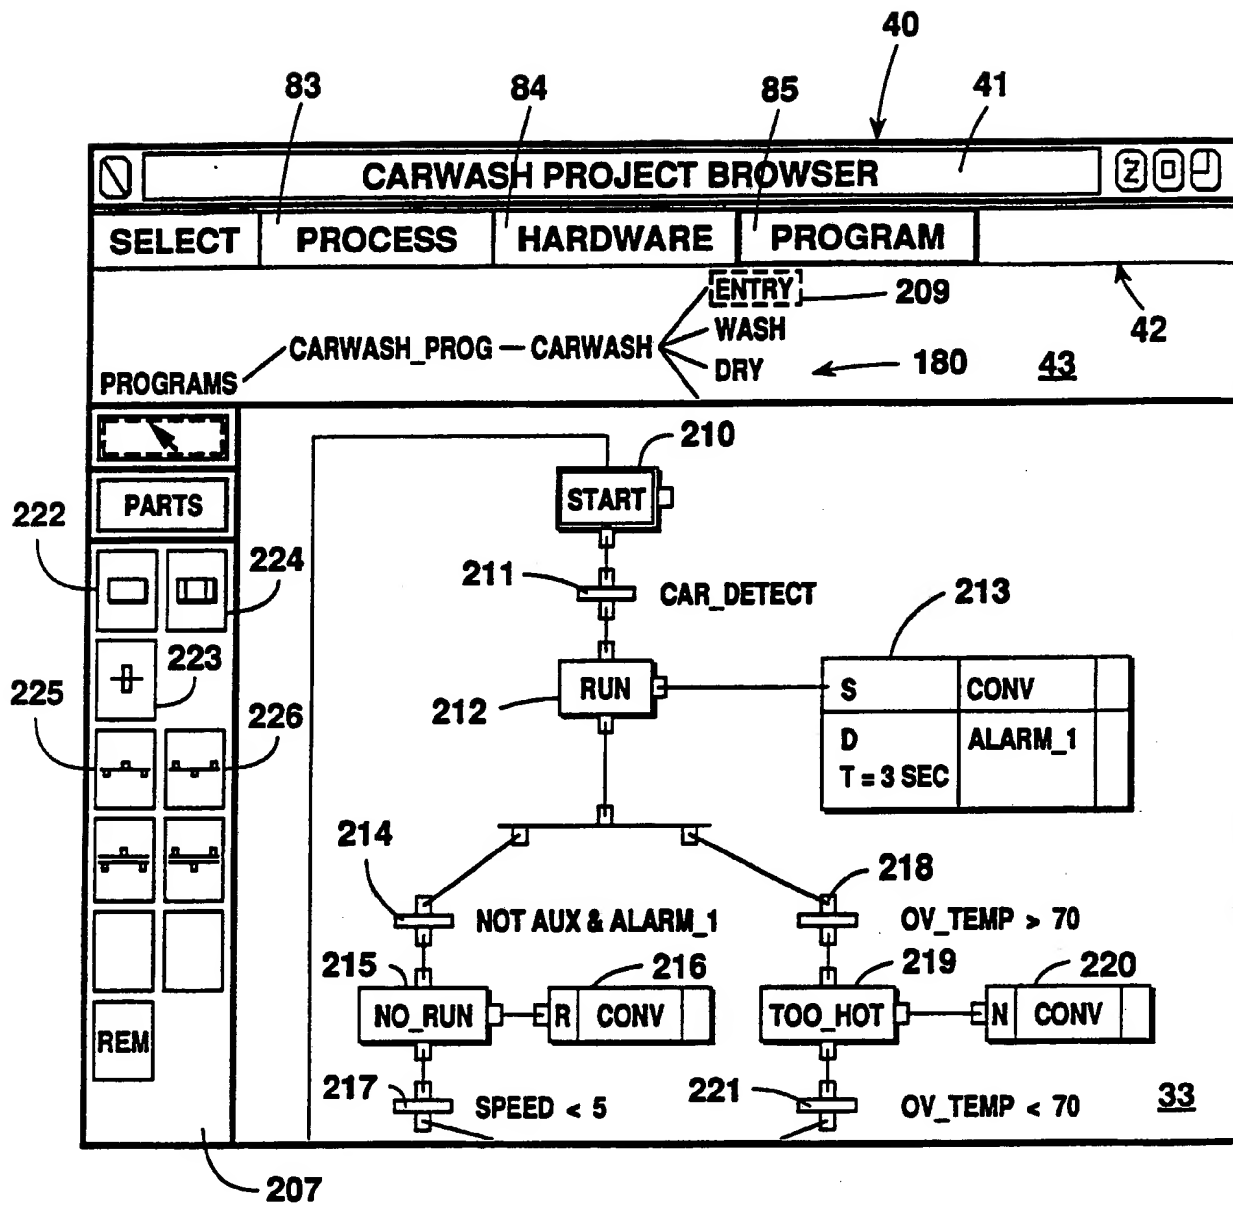 40
83
84
85
41
CARWASH PROJECT BROWSER
Z
SELECT PROCESS HARDWARE PROGRAM
ENTRY
209
42
WASH
CARWASH_PROG CARWASH
DRY
180
43
PROGRAMS
210
PARTS
START
222
224
211
CAR_DETECT
213
223
225
RUN
S CONV
212
226
D ALARM_1
T = 3 SEC
214
218
NOT AUX & ALARM_1
OV_TEMP > 70
215
216
219
220
NO_RUN
R CONV
TOO_HOT
N CONV
REM
217
SPEED < 5
221
OV_TEMP < 70
33
207